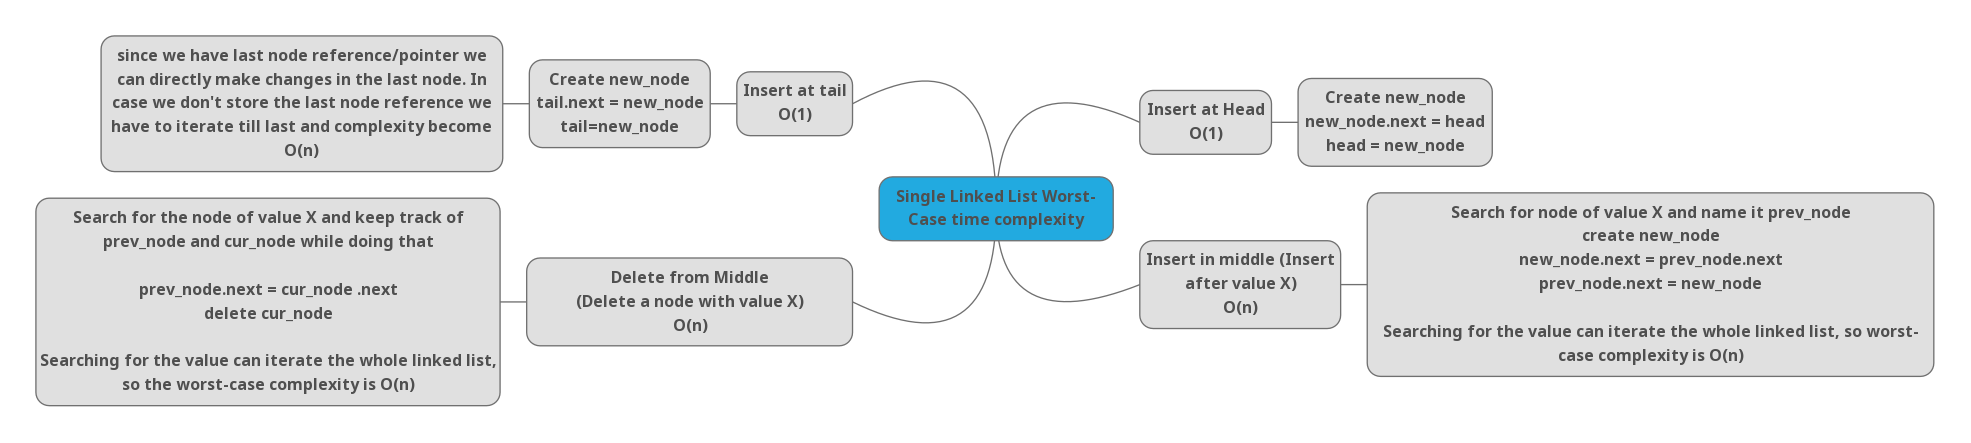 Single Linked List Worst-
Case time complexity
Insert at Head
O(1)
Create new_node
new_node.next = head
head = new_node
Insert in middle (Insert
after value X)
O(n)
Search for node of value X and name it prev_node
create new_node
new_node.next = prev_node.next
prev_node.next = new_node
Searching for the value can iterate the whole linked list, so worst-
case complexity is O(n)
Insert at tail
O(1)
Create new_node
tail.next = new_node
tail=new_node
since we have last node reference/pointer we
can directly make changes in the last node. In
case we don't store the last node reference we
have to iterate till last and complexity become
O(n)
Delete from Middle
(Delete a node with value X)
O(n)
Search for the node of value X and keep track of
prev_node and cur_node while doing that
prev_node.next = cur_node .next
delete cur_node
Searching for the value can iterate the whole linked list,
so the worst-case complexity is O(n)